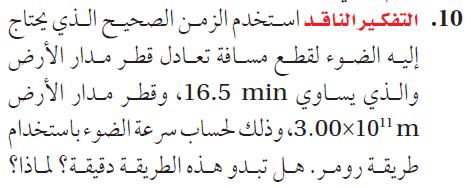 10. التفكير الناقد استخدم الزمن الصحيح الذي يحتاج
إليه الضوء لقطع مسافة تعادل قطر مدار الأرض
والذي يساوي 16.5 min، وقطر مدار الأرض
3.00×10¹¹ m، وذلك لحساب سرعة الضوء باستخدام
طريقة رومر. هل تبدو هذه الطريقة دقيقة؟ لماذا؟